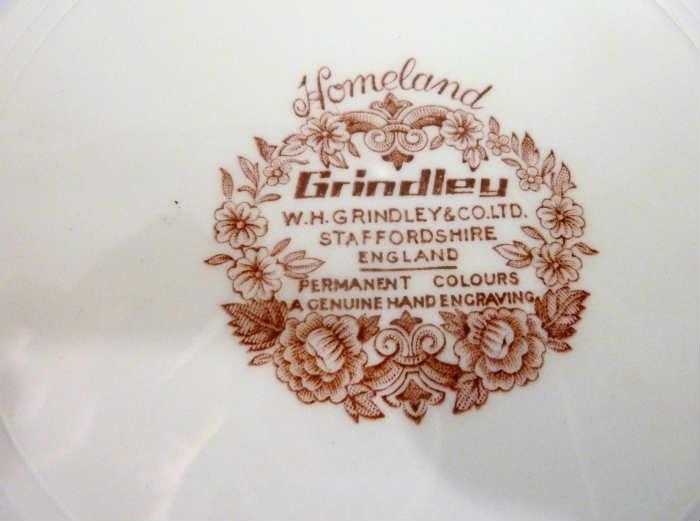 Homeland
Grindley
W.H.GRINDLEY&CO.LTD.
STAFFORDSHIRE
ENGLAND
PERMANENT COLOURS
A GENUINE HAND ENGRAVING